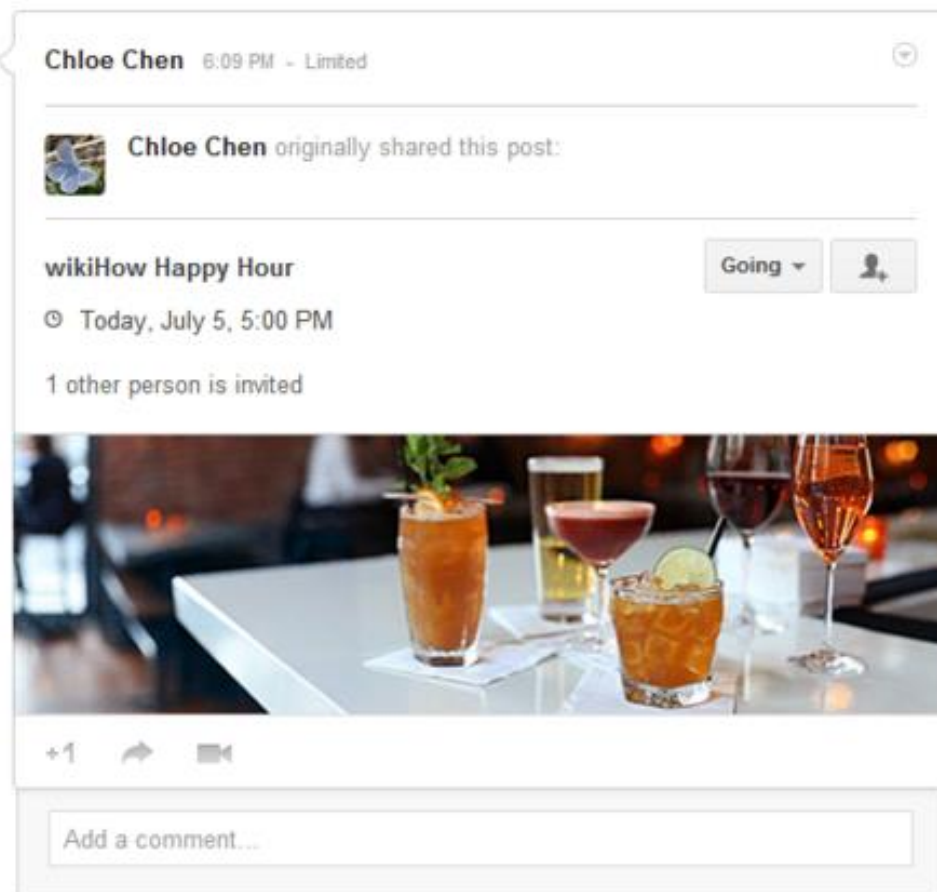 Chloe Chen 6:09 PM - Limited
Chloe Chen originally shared this post:
wikiHow Happy Hour
Going
Today, July 5, 5:00 PM
1 other person is invited
+1
Add a comment...